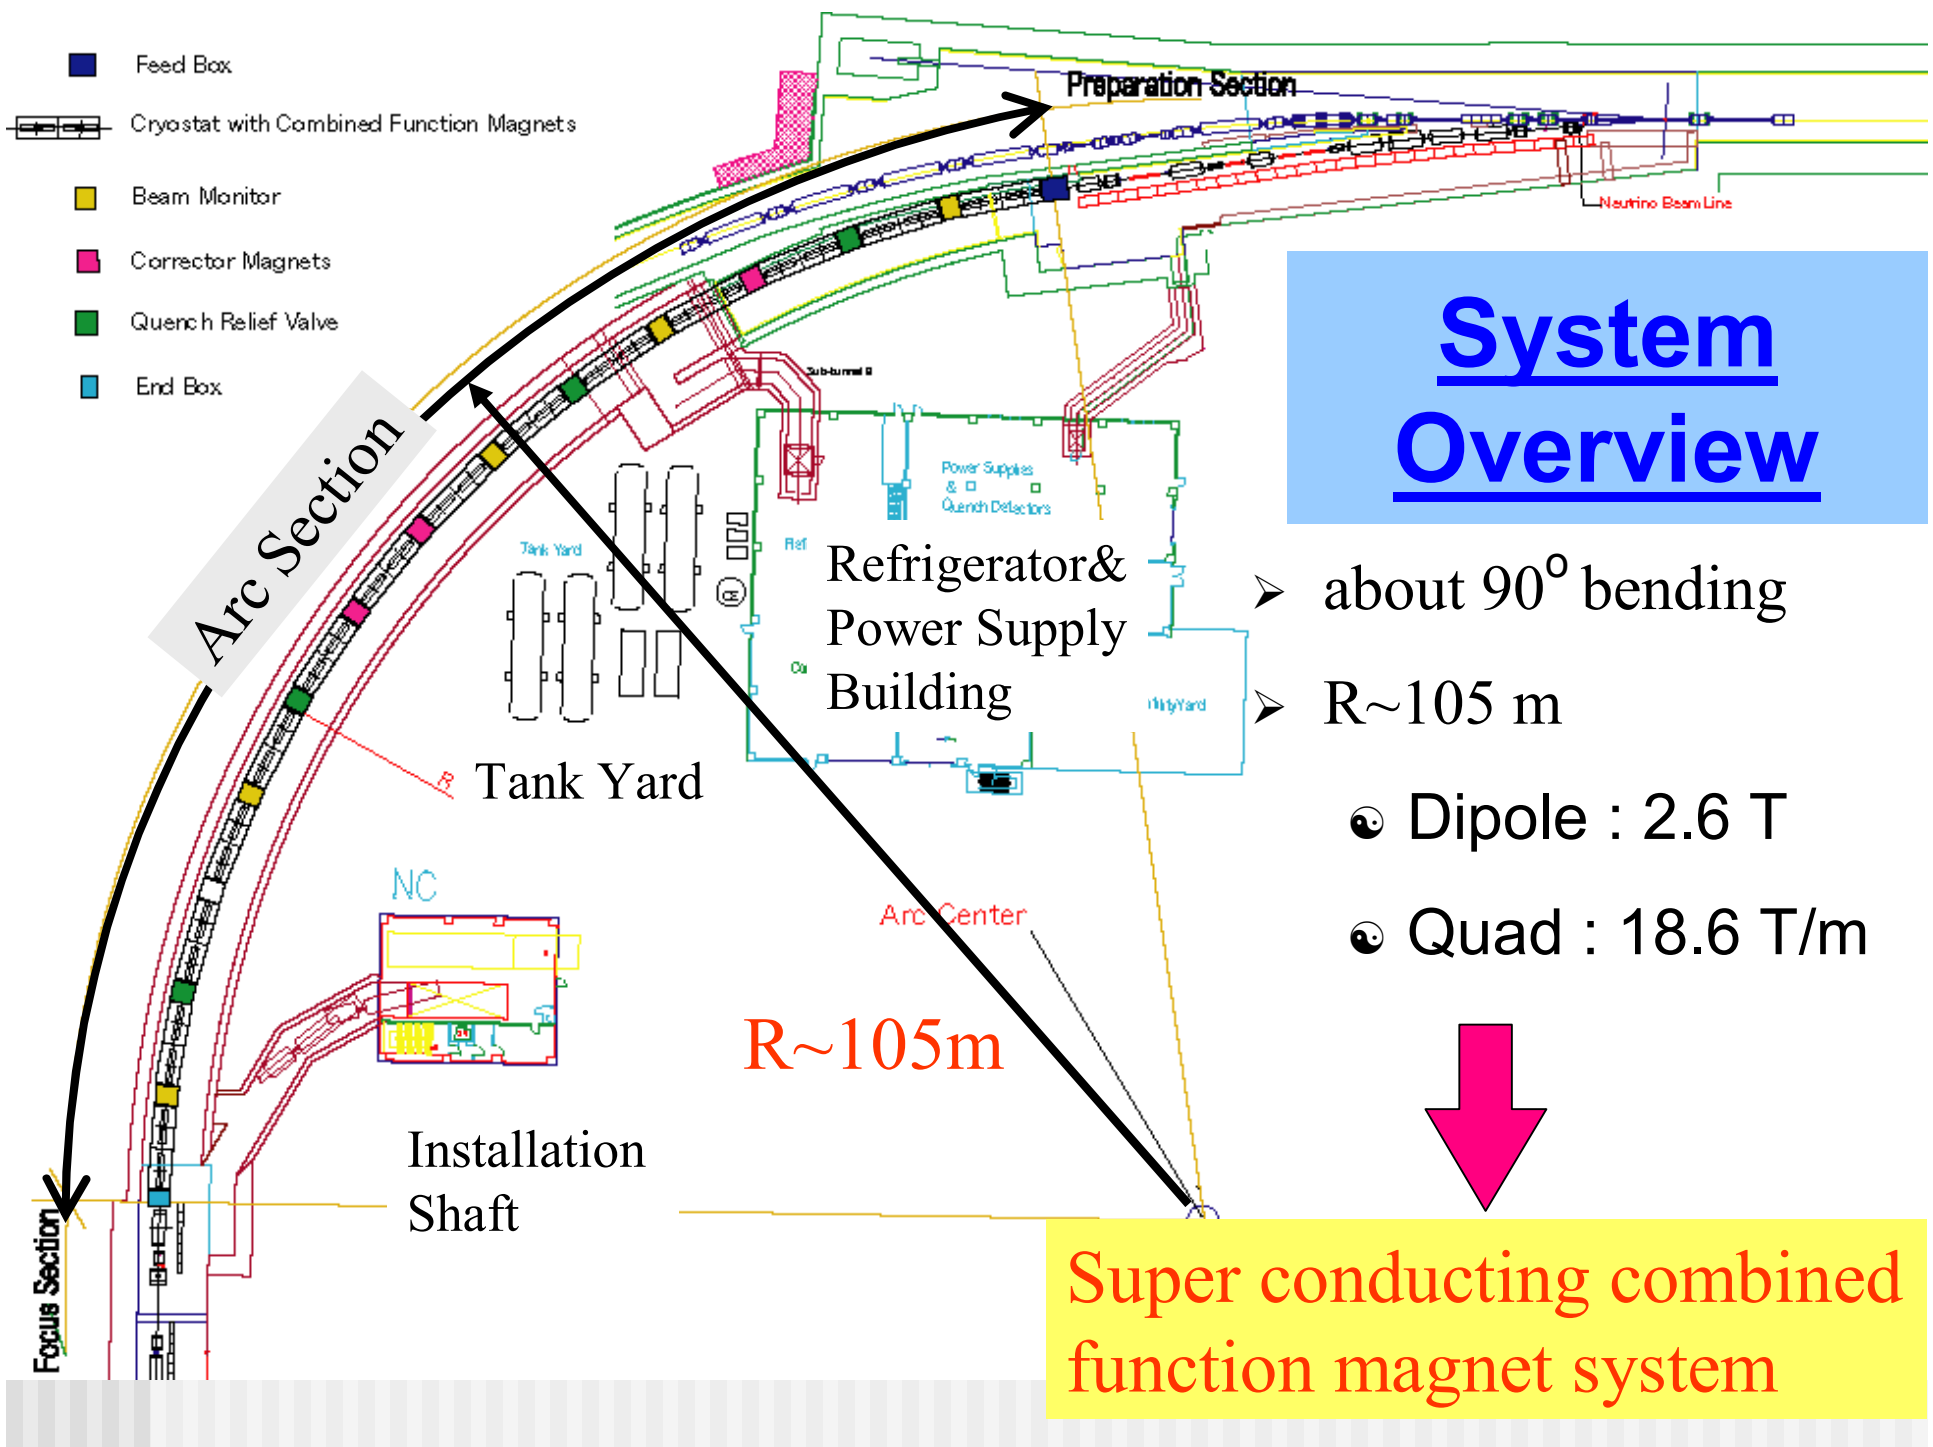 Feed Box
Cryostat with Combined Function Magnets
Beam Monitor
Corrector Magnets
Quench Relief Valve
End Box
Preparation Section
Neutrino Beam Line
System
Overview
Arc Section
Sub-tunnel B
Power Supplies
&
Quench Detectors
Tank Yard
Ref
Refrigerator&
Power Supply
Building
➢ about 90° bending
➢ R~105 m
☯ Dipole : 2.6 T
☯ Quad : 18.6 T/m
R
Tank Yard
NC
Arc Center
R~105m
Installation
Shaft
Focus Section
Super conducting combined
function magnet system